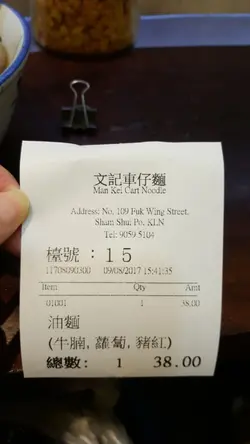 文記車仔麵
Man Kei Cart Noodle
Address: No. 109 Fuk Wing Street,
Sham Shui Po, KLN
Tel: 9059 5104
檯號 : 15
11708090300 09/08/2017 15:41:35
Item Qty Amt
01001 1 38.00
油麵
(牛腩, 蘿蔔, 豬紅)
總數: 1 38.00